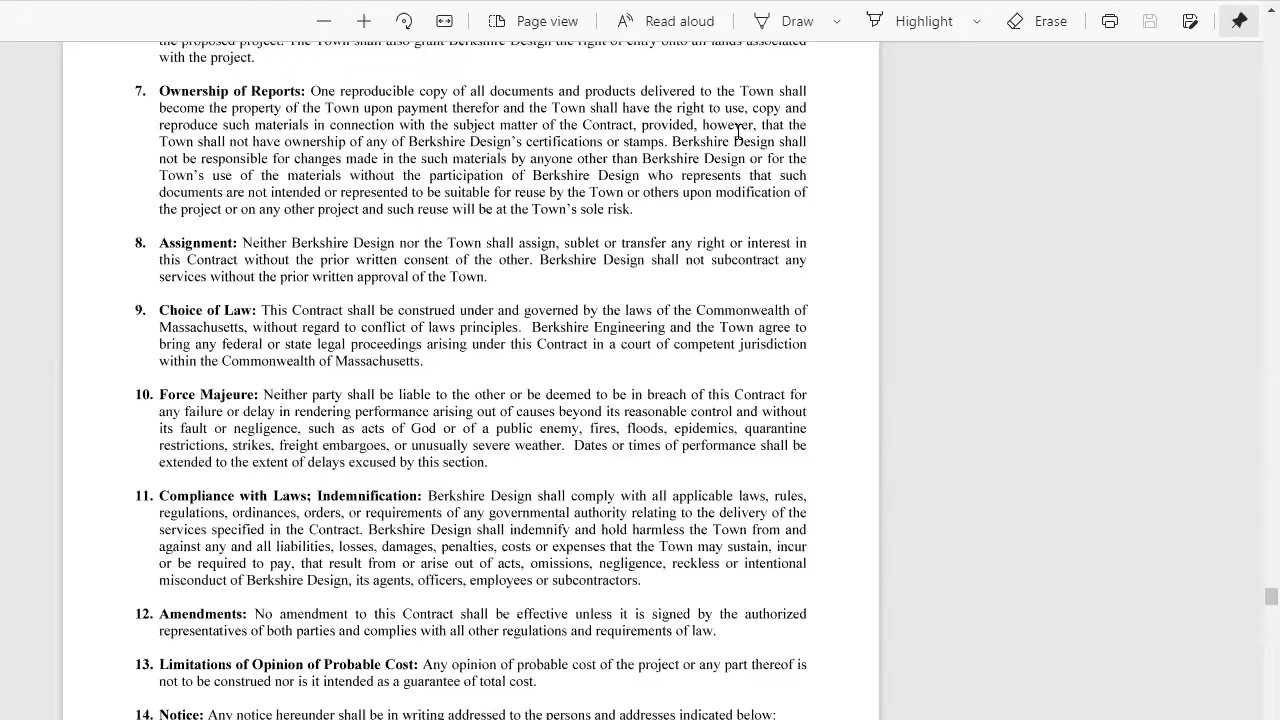 Page view
Read aloud
Draw
Highlight
Erase
the proposed project. The Town shall also grant Berkshire Design the right of entry onto all lands associated
with the project.
7. Ownership of Reports: One reproducible copy of all documents and products delivered to the Town shall
become the property of the Town upon payment therefor and the Town shall have the right to use, copy and
reproduce such materials in connection with the subject matter of the Contract, provided, however, that the
Town shall not have ownership of any of Berkshire Design's certifications or stamps. Berkshire Design shall
not be responsible for changes made in the such materials by anyone other than Berkshire Design or for the
Town's use of the materials without the participation of Berkshire Design who represents that such
documents are not intended or represented to be suitable for reuse by the Town or others upon modification of
the project or on any other project and such reuse will be at the Town's sole risk.
8. Assignment: Neither Berkshire Design nor the Town shall assign, sublet or transfer any right or interest in
this Contract without the prior written consent of the other. Berkshire Design shall not subcontract any
services without the prior written approval of the Town.
9. Choice of Law: This Contract shall be construed under and governed by the laws of the Commonwealth of
Massachusetts, without regard to conflict of laws principles. Berkshire Engineering and the Town agree to
bring any federal or state legal proceedings arising under this Contract in a court of competent jurisdiction
within the Commonwealth of Massachusetts.
10. Force Majeure: Neither party shall be liable to the other or be deemed to be in breach of this Contract for
any failure or delay in rendering performance arising out of causes beyond its reasonable control and without
its fault or negligence, such as acts of God or of a public enemy, fires, floods, epidemics, quarantine
restrictions, strikes, freight embargoes, or unusually severe weather. Dates or times of performance shall be
extended to the extent of delays excused by this section.
11. Compliance with Laws; Indemnification: Berkshire Design shall comply with all applicable laws, rules,
regulations, ordinances, orders, or requirements of any governmental authority relating to the delivery of the
services specified in the Contract. Berkshire Design shall indemnify and hold harmless the Town from and
against any and all liabilities, losses, damages, penalties, costs or expenses that the Town may sustain, incur
or be required to pay, that result from or arise out of acts, omissions, negligence, reckless or intentional
misconduct of Berkshire Design, its agents, officers, employees or subcontractors.
12. Amendments: No amendment to this Contract shall be effective unless it is signed by the authorized
representatives of both parties and complies with all other regulations and requirements of law.
13. Limitations of Opinion of Probable Cost: Any opinion of probable cost of the project or any part thereof is
not to be construed nor is it intended as a guarantee of total cost.
14. Notice: Any notice hereunder shall be in writing addressed to the persons and addresses indicated below: